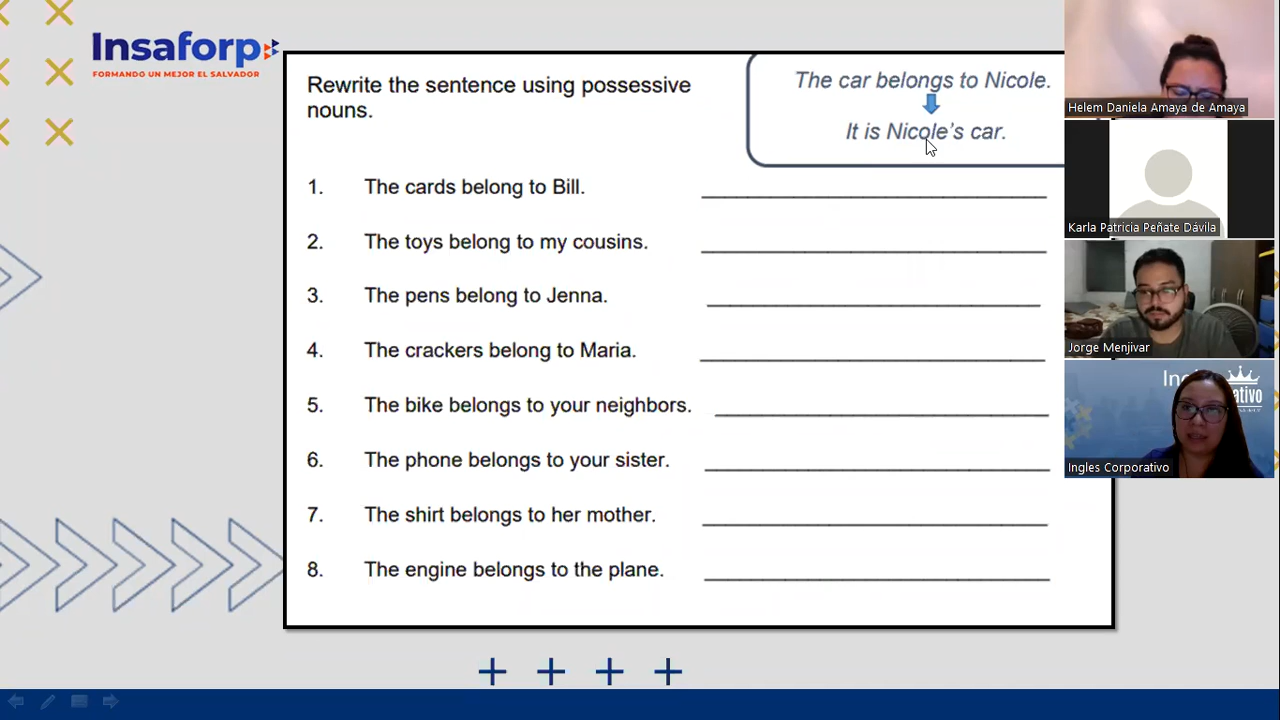 Insaforp
FORMANDO UN MEJOR EL SALVADOR
Rewrite the sentence using possessive
nouns.
The car belongs to Nicole.
It is Nicole's car.
1. The cards belong to Bill.
2. The toys belong to my cousins.
3. The pens belong to Jenna.
4. The crackers belong to Maria.
5. The bike belongs to your neighbors.
6. The phone belongs to your sister.
7. The shirt belongs to her mother.
8. The engine belongs to the plane.
Helem Daniela Amaya de Amaya
Karla Patricia Peñate Dávila
Jorge Menjivar
Ingles Corporativo